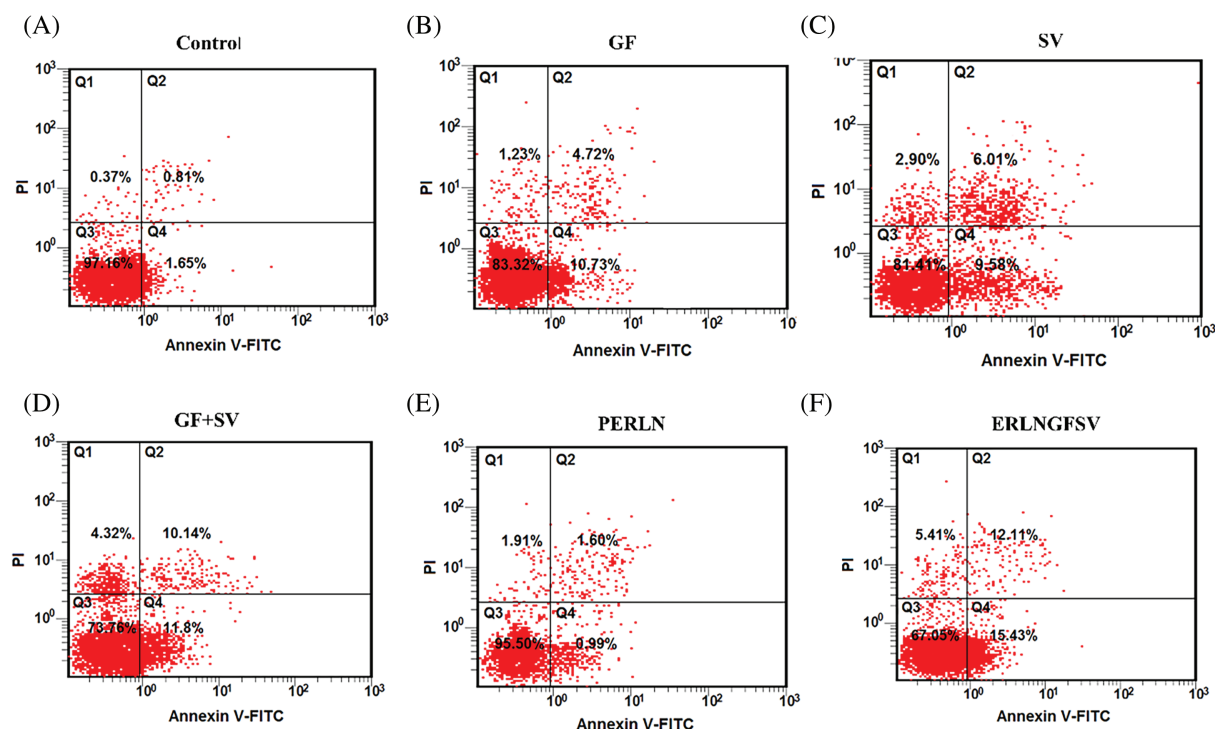 (A)
Control
10³
10²
10¹
10⁰
PI
Q1
Q2
0.37%
0.81%
Q3
Q4
97.16%
1.65%
10⁰
10¹
10²
10³
Annexin V-FITC
(B)
GF
10³
10²
10¹
10⁰
PI
Q1
Q2
1.23%
4.72%
Q3
Q4
83.32%
10.73%
10⁰
10¹
10²
10
Annexin V-FITC
(C)
SV
10²
10¹
10⁰
PI
Q1
Q2
2.90%
6.01%
Q3
Q4
81.41%
9.58%
10⁰
10¹
10²
10³
Annexin V-FITC
(D)
GF+SV
10³
10²
10¹
10⁰
PI
Q1
Q2
4.32%
10.14%
Q3
Q4
73.76%
11.8%
10⁰
10¹
10²
10³
Annexin V-FITC
(E)
PERLN
10³
10²
10¹
10⁰
PI
Q1
Q2
1.91%
1.60%
Q3
Q4
95.50%
0.99%
10⁰
10¹
10²
10³
Annexin V-FITC
(F)
ERLNGFSV
10³
10²
10¹
10⁰
PI
Q1
Q2
5.41%
12.11%
Q3
Q4
67.05%
15.43%
10⁰
10¹
10²
10³
Annexin V-FITC